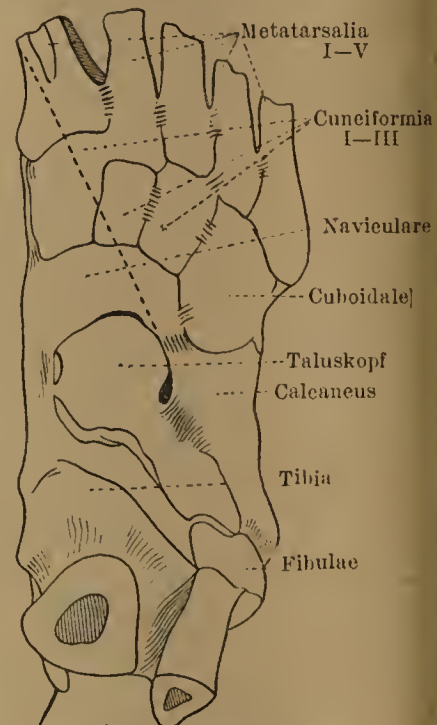 Metatarsalia
I—V
Cuneiformia
I—III
Naviculare
Cuboidale
Taluskopf
Calcaneus
Tibia
Fibulae